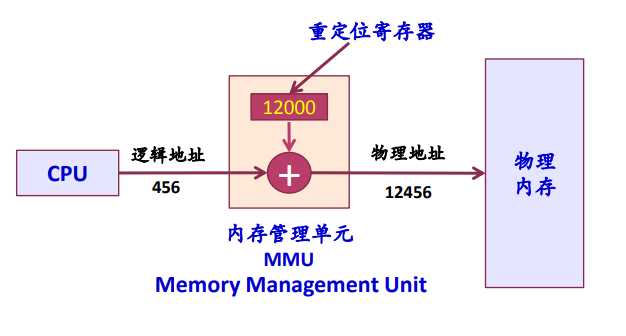 重定位寄存器
12000
逻辑地址
物理地址
CPU
+
物理
内存
456
12456
内存管理单元
MMU
Memory Management Unit